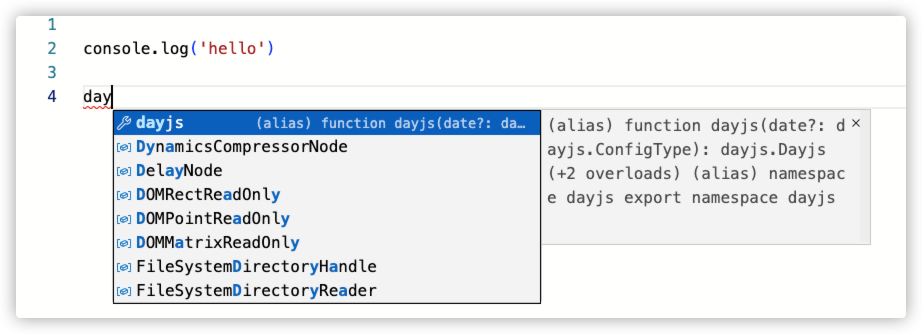 1
2 console.log('hello')
3
4 day
dayjs (alias) function dayjs(date?: da…
DynamicsCompressorNode
DelayNode
DOMRectReadOnly
DOMPointReadOnly
DOMMatrixReadOnly
FileSystemDirectoryHandle
FileSystemDirectoryReader
(alias) function dayjs(date?: d
ayjs.ConfigType): dayjs.Dayjs
(+2 overloads) (alias) namespac
e dayjs export namespace dayjs